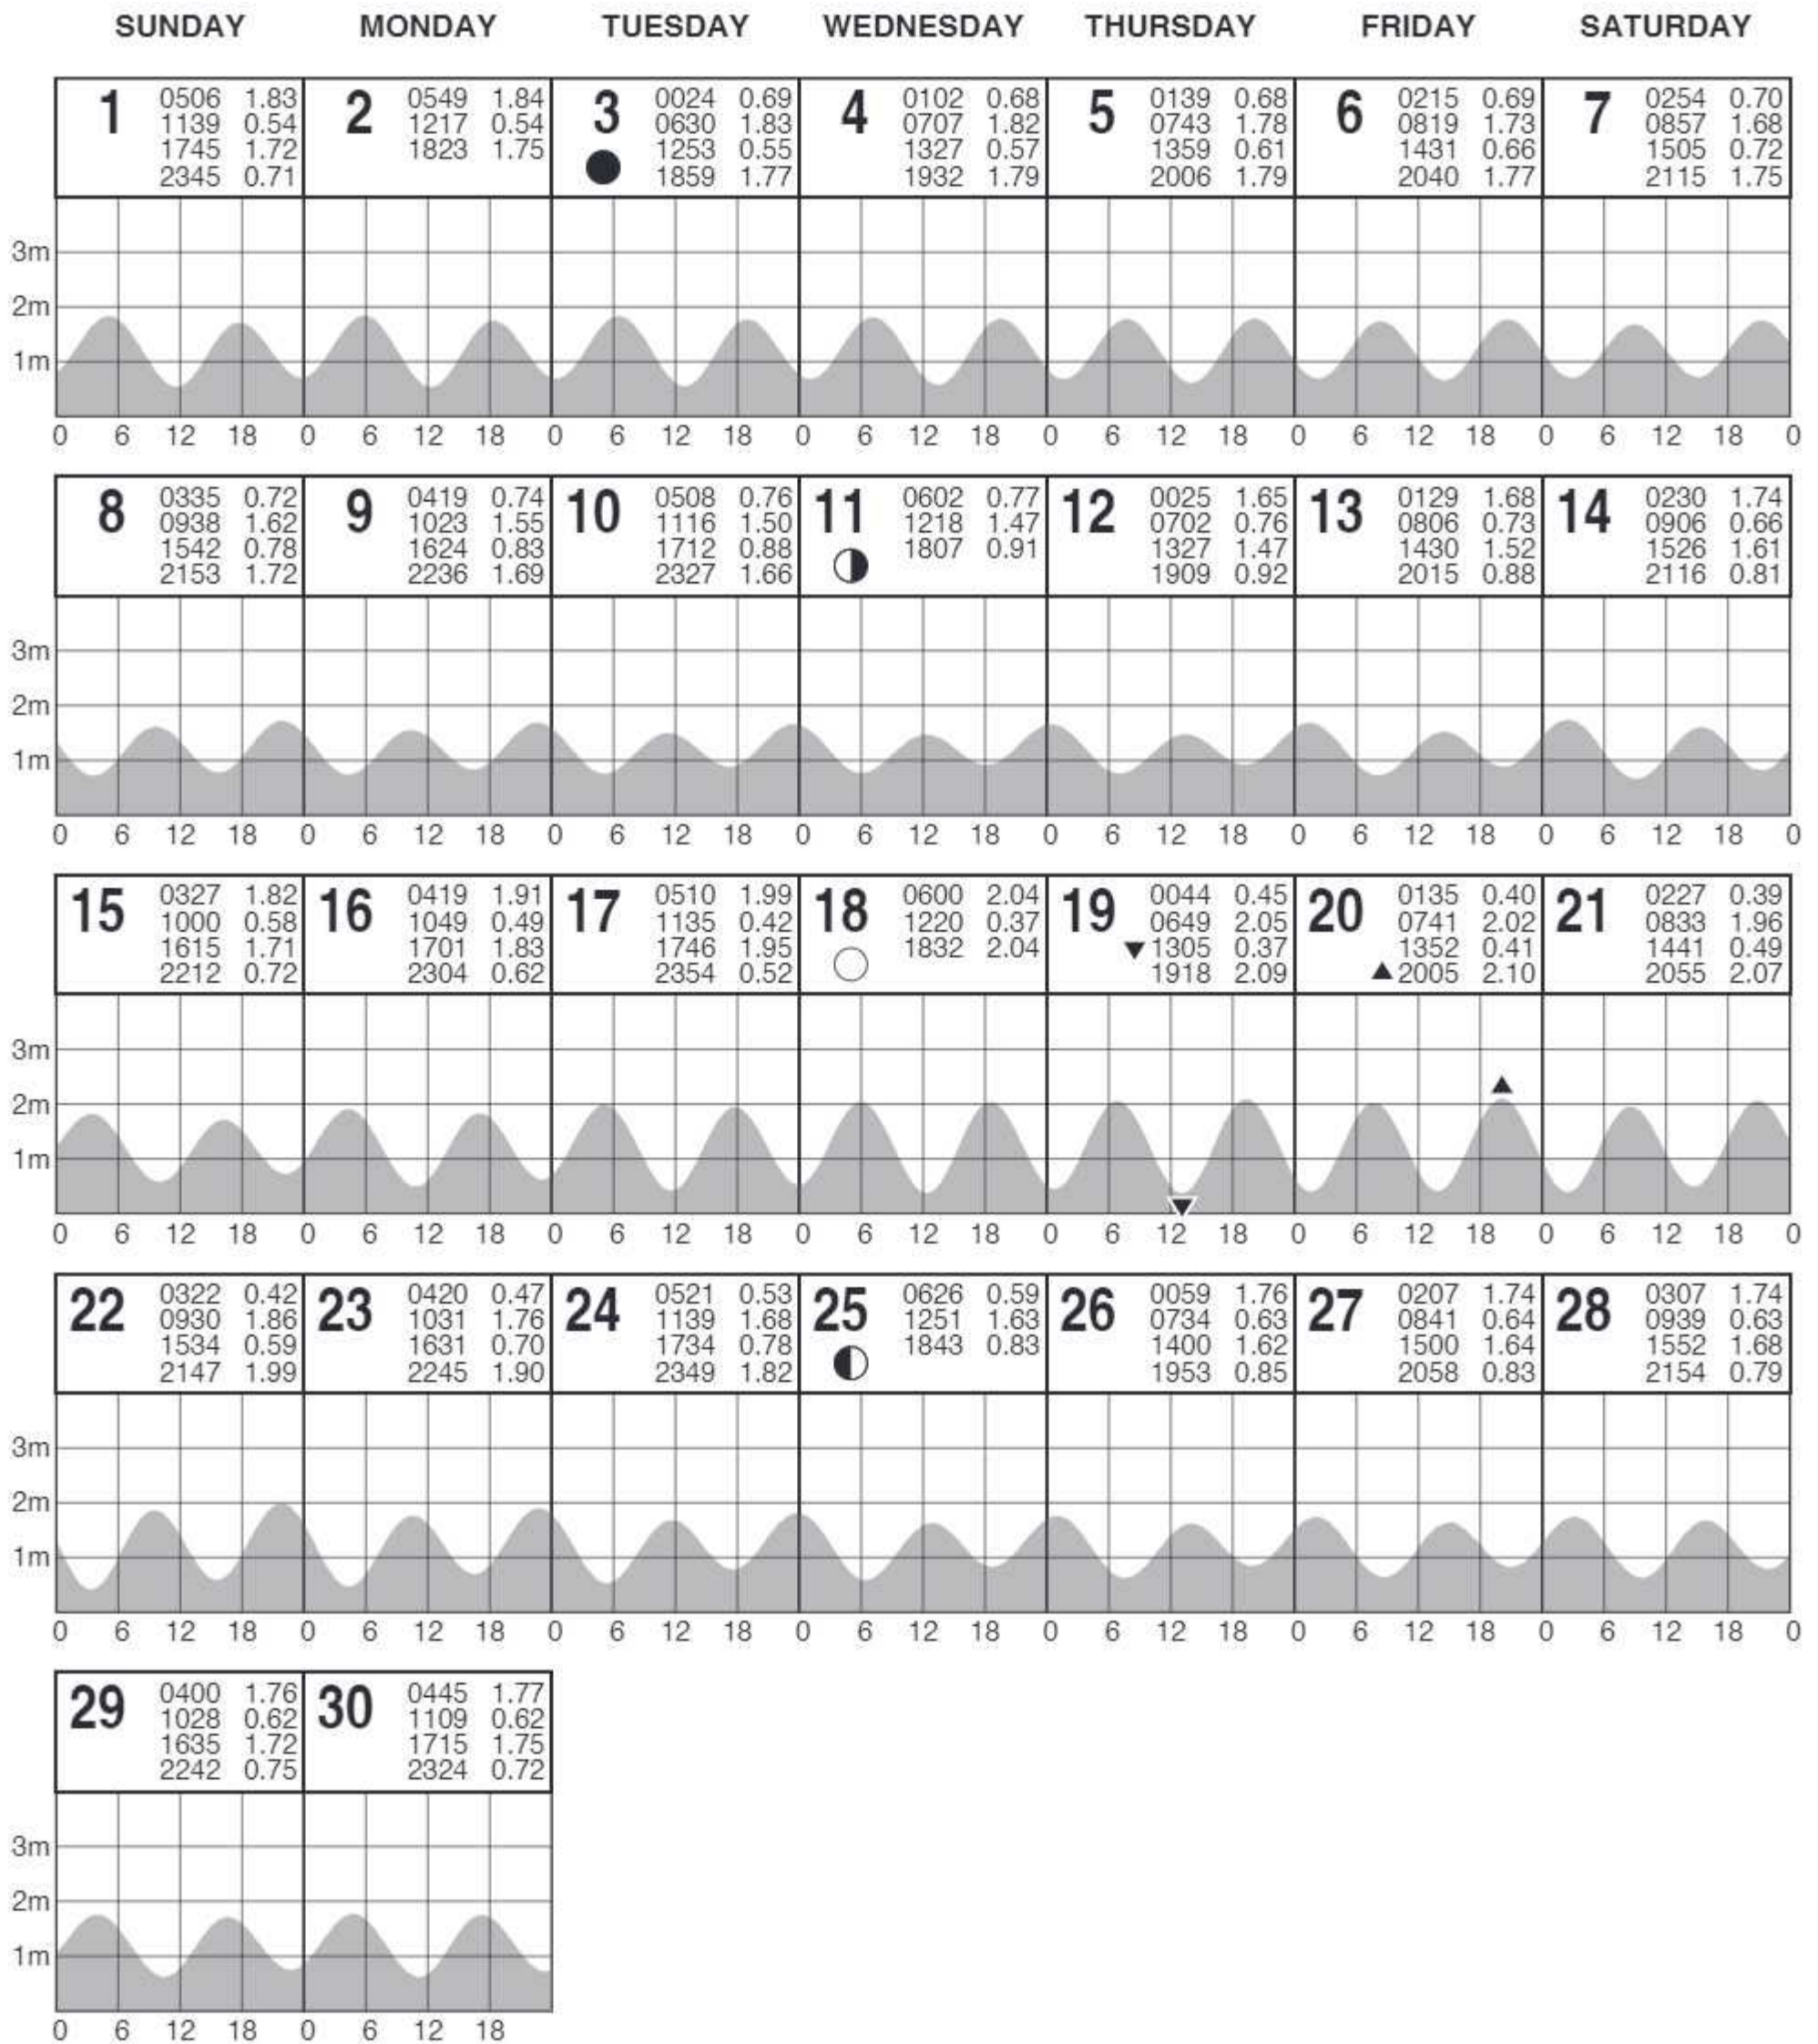 SUNDAY MONDAY TUESDAY WEDNESDAY THURSDAY FRIDAY SATURDAY
1 0506 1.83 2 0549 1.84 3 0024 0.69 4 0102 0.68 5 0139 0.68 6 0215 0.69 7 0254 0.70
1139 0.54 1217 0.54 0630 1.83 0707 1.82 0743 1.78 0819 1.73 0857 1.68
1745 1.72 1823 1.75 1253 0.55 1327 0.57 1359 0.61 1431 0.66 1505 0.72
2345 0.71 1859 1.77 1932 1.79 2006 1.79 2040 1.77 2115 1.75
3m
2m
1m
0 6 12 18 0 6 12 18 0 6 12 18 0 6 12 18 0 6 12 18 0 6 12 18 0 6 12 18 0
8 0335 0.72 9 0419 0.74 10 0508 0.76 11 0602 0.77 12 0025 1.65 13 0129 1.68 14 0230 1.74
0938 1.62 1023 1.55 1116 1.50 1218 1.47 0702 0.76 0806 0.73 0906 0.66
1542 0.78 1624 0.83 1712 0.88 1807 0.91 1327 1.47 1430 1.52 1526 1.61
2153 1.72 2236 1.69 2327 1.66 1909 0.92 2015 0.88 2116 0.81
3m
2m
1m
0 6 12 18 0 6 12 18 0 6 12 18 0 6 12 18 0 6 12 18 0 6 12 18 0 6 12 18 0
15 0327 1.82 16 0419 1.91 17 0510 1.99 18 0600 2.04 19 0044 0.45 20 0135 0.40 21 0227 0.39
1000 0.58 1049 0.49 1135 0.42 1220 0.37 0649 2.05 0741 2.02 0833 1.96
1615 1.71 1701 1.83 1746 1.95 1832 2.04 1305 0.37 1352 0.41 1441 0.49
2212 0.72 2304 0.62 2354 0.52 1918 2.09 2005 2.10 2055 2.07
3m
2m
1m
0 6 12 18 0 6 12 18 0 6 12 18 0 6 12 18 0 6 12 18 0 6 12 18 0 6 12 18 0
22 0322 0.42 23 0420 0.47 24 0521 0.53 25 0626 0.59 26 0059 1.76 27 0207 1.74 28 0307 1.74
0930 1.86 1031 1.76 1139 1.68 1251 1.63 0734 0.63 0841 0.64 0939 0.63
1534 0.59 1631 0.70 1734 0.78 1843 0.83 1400 1.62 1500 1.64 1552 1.68
2147 1.99 2245 1.90 2349 1.82 1953 0.85 2058 0.83 2154 0.79
3m
2m
1m
0 6 12 18 0 6 12 18 0 6 12 18 0 6 12 18 0 6 12 18 0 6 12 18 0 6 12 18 0
29 0400 1.76 30 0445 1.77
1028 0.62 1109 0.62
1635 1.72 1715 1.75
2242 0.75 2324 0.72
3m
2m
1m
0 6 12 18 0 6 12 18